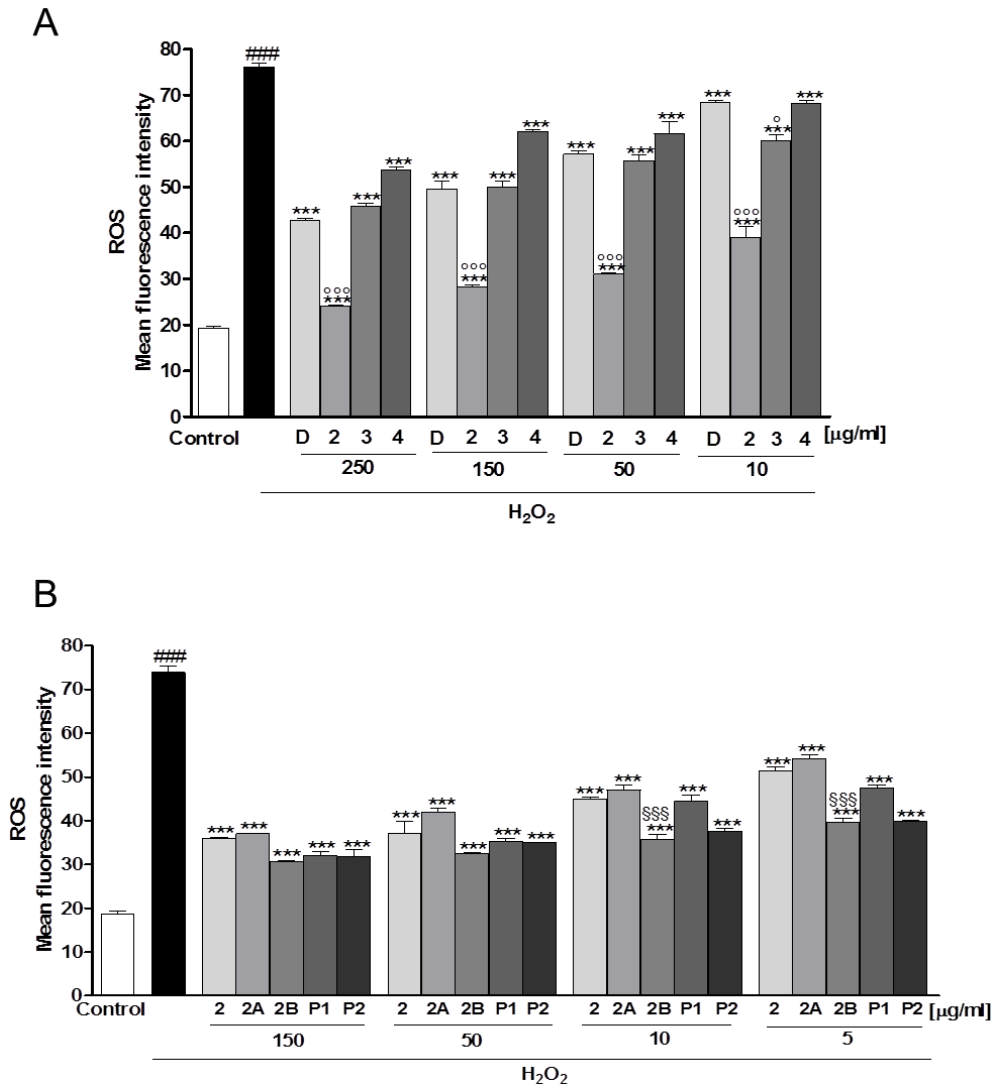 A
ROS
Mean fluorescence intensity
80
70
60
50
40
30
20
10
0
###
*** °°° *** *** ***
*** °°° *** *** ***
*** °°° *** *** ***
*** °°° *** ° *** ***
Control D 2 3 4 D 2 3 4 D 2 3 4 D 2 3 4 [µg/ml]
250 150 50 10
H₂O₂
B
ROS
Mean fluorescence intensity
80
70
60
50
40
30
20
10
0
###
*** *** *** *** ***
*** *** *** *** ***
*** *** §§§ *** *** ***
*** *** §§§ *** *** ***
Control 2 2A 2B P1 P2 2 2A 2B P1 P2 2 2A 2B P1 P2 2 2A 2B P1 P2 [µg/ml]
150 50 10 5
H₂O₂